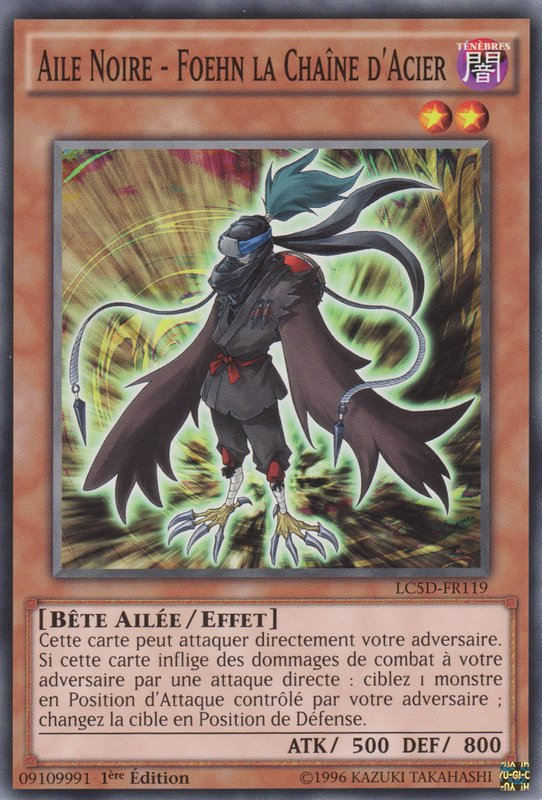 Aile Noire - Foehn la Chaîne d'Acier
TÉNÈBRES
闇
LC5D-FR119
[Bête Ailée/Effet]
Cette carte peut attaquer directement votre adversaire.
Si cette carte inflige des dommages de combat à votre
adversaire par une attaque directe : ciblez 1 monstre
en Position d'Attaque contrôlé par votre adversaire ;
changez la cible en Position de Défense.
ATK/ 500 DEF/ 800
09109991 1ère Édition ©1996 KAZUKI TAKAHASHI